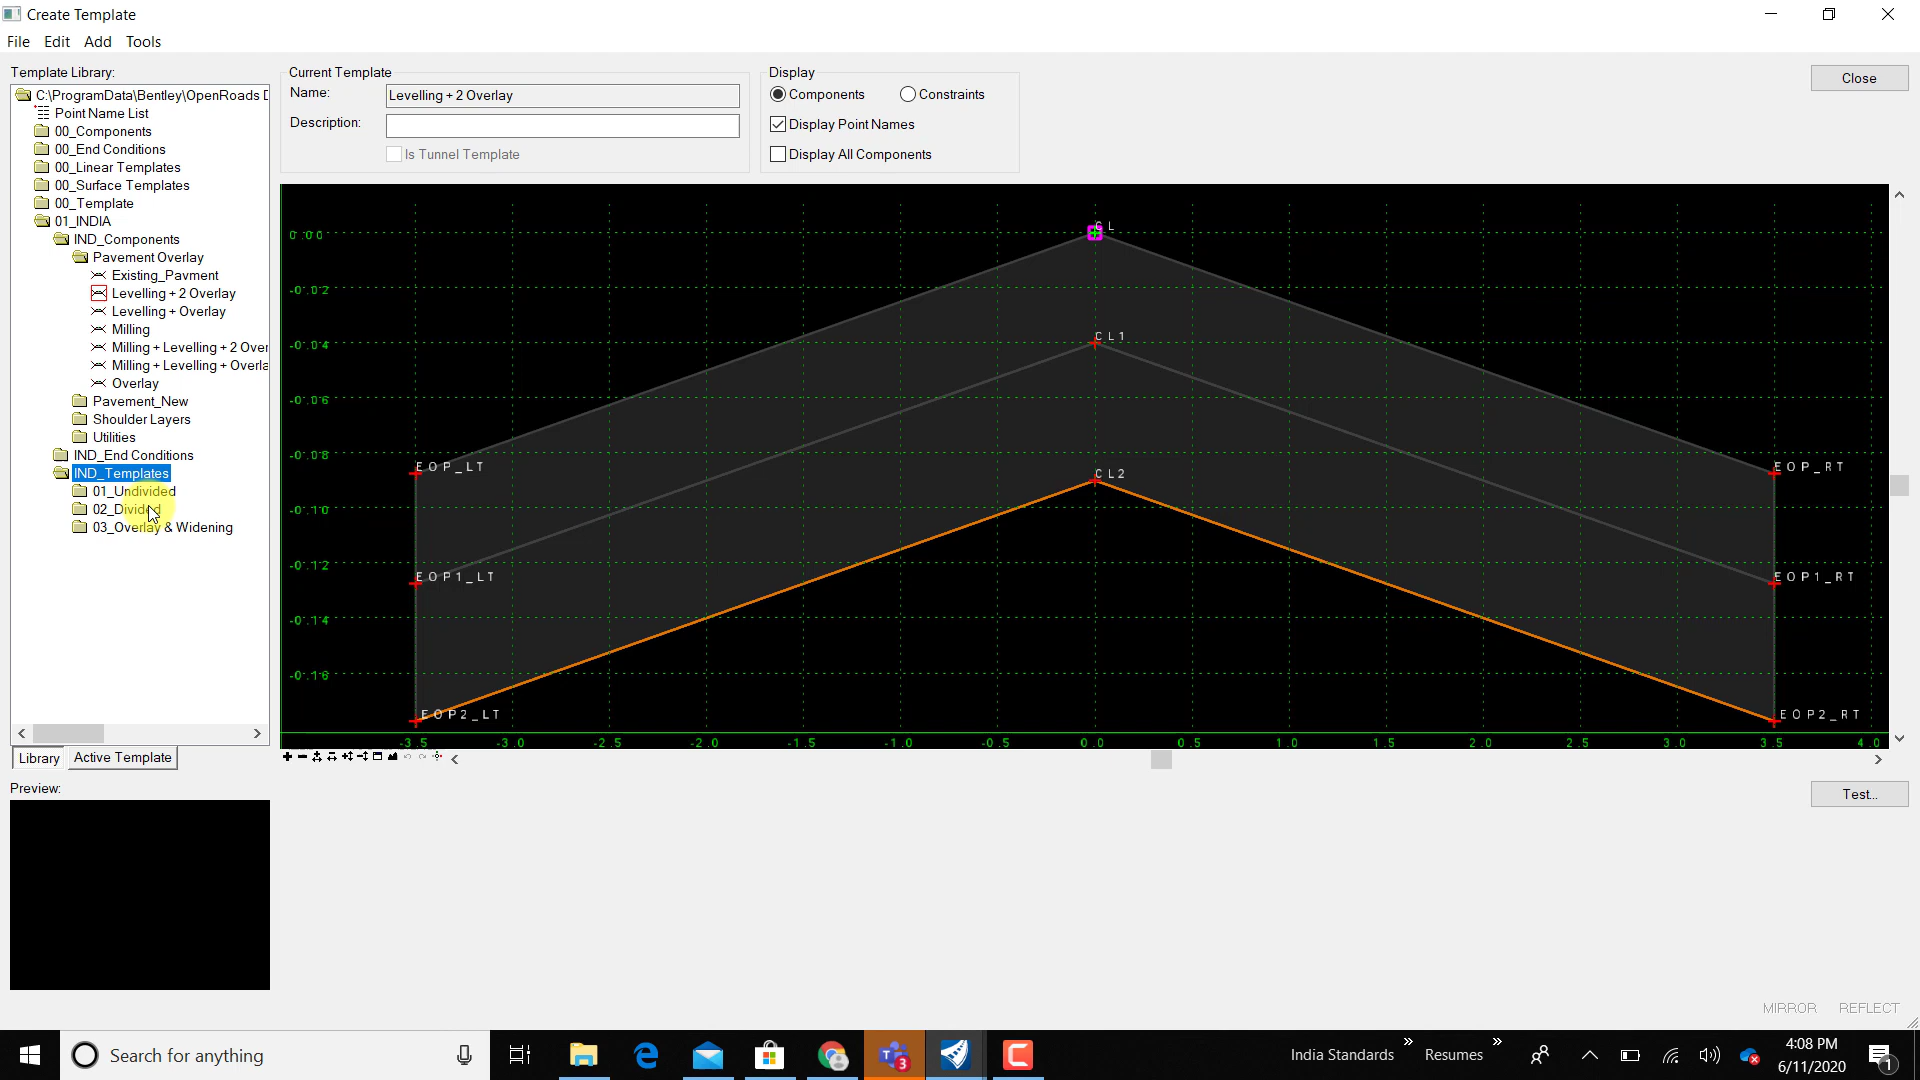 Create Template
File Edit Add Tools
Template Library:
C:\ProgramData\Bentley\OpenRoads D
Point Name List
00_Components
00_End Conditions
00_Linear Templates
00_Surface Templates
00_Template
01_INDIA
IND_Components
Pavement Overlay
Existing_Pavment
Levelling + 2 Overlay
Levelling + Overlay
Milling
Milling + Levelling + 2 Over
Milling + Levelling + Overla
Overlay
Pavement_New
Shoulder Layers
Utilities
IND_End Conditions
IND_Templates
01_Undivided
02_Divided
03_Overlay & Widening
Library Active Template
Preview:
Current Template
Name: Levelling + 2 Overlay
Description:
Is Tunnel Template
Display
Components Constraints
Display Point Names
Display All Components
Close
0.00
-0.02
-0.04
-0.06
-0.08
-0.10
-0.12
-0.14
-0.16
CL
CL1
CL2
EOP_LT
EOP_RT
EOP1_LT
EOP1_RT
EOP2_LT
EOP2_RT
-3.5 -3.0 -2.5 -2.0 -1.5 -1.0 -0.5 0.0 0.5 1.0 1.5 2.0 2.5 3.0 3.5 4.0
Test...
MIRROR REFLECT
Search for anything
3
India Standards » Resumes »
4:08 PM
6/11/2020
1